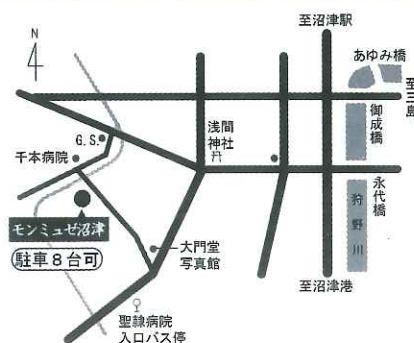 N
至沼津駅
あゆみ橋
至三島
御成橋
浅間
神社
G.S.
千本病院
永代橋
狩野川
モンミュゼ沼津
駐車8台可
大門堂
写真館
至沼津港
聖隷病院
入口バス停